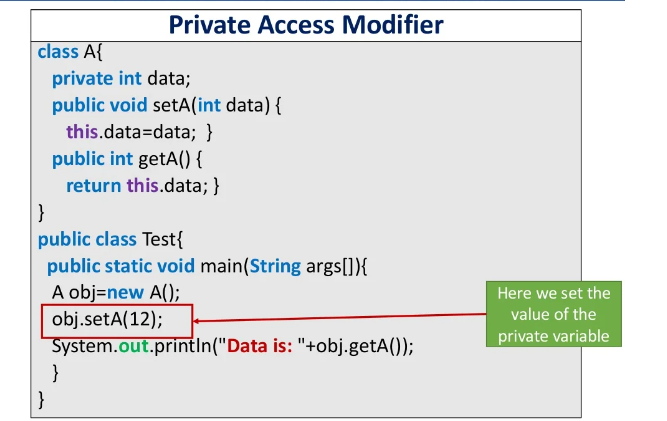 Private Access Modifier
class A{
private int data;
public void setA(int data) {
this.data=data; }
public int getA() {
return this.data; }
}
public class Test{
public static void main(String args[]){
A obj=new A();
obj.setA(12);
System.out.println("Data is: "+obj.getA());
}
}
Here we set the
value of the
private variable